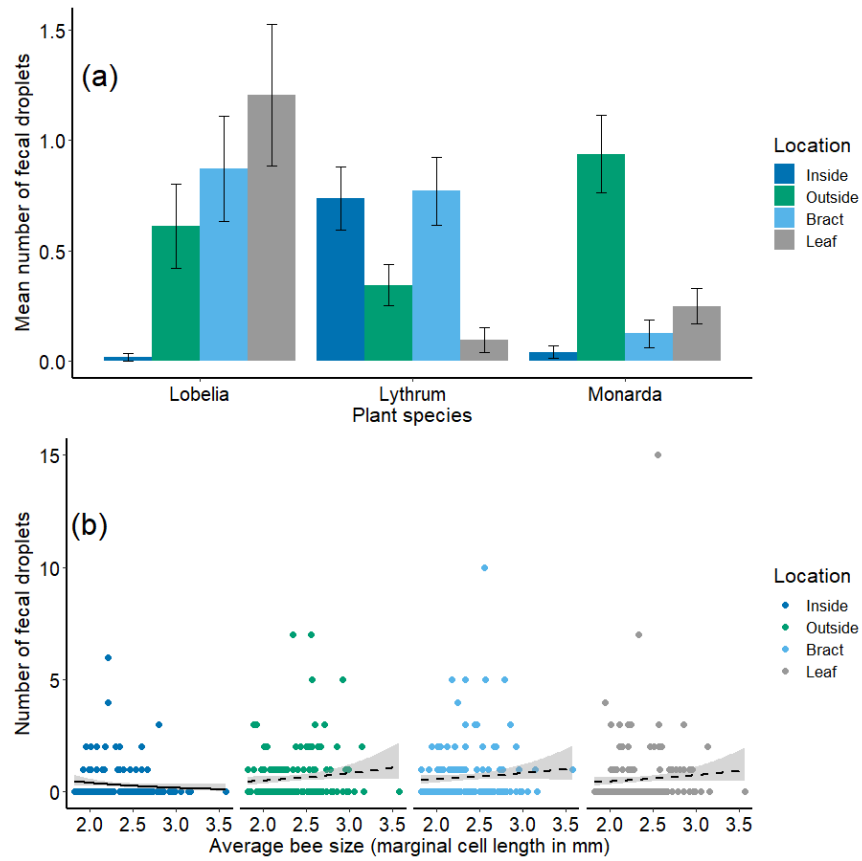 (a)
Mean number of fecal droplets
1.5
1.0
0.5
0.0
Lobelia Lythrum Monarda
Plant species
Location
Inside
Outside
Bract
Leaf
(b)
Number of fecal droplets
15
10
5
0
2.0 2.5 3.0 3.5 2.0 2.5 3.0 3.5 2.0 2.5 3.0 3.5 2.0 2.5 3.0 3.5
Average bee size (marginal cell length in mm)
Location
Inside
Outside
Bract
Leaf